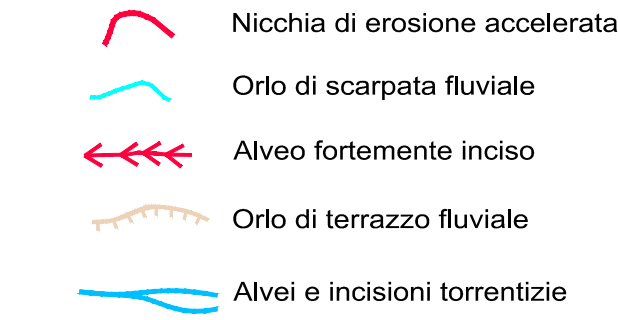 Nicchia di erosione accelerata
Orlo di scarpata fluviale
Alveo fortemente inciso
Orlo di terrazzo fluviale
Alvei e incisioni torrentizie